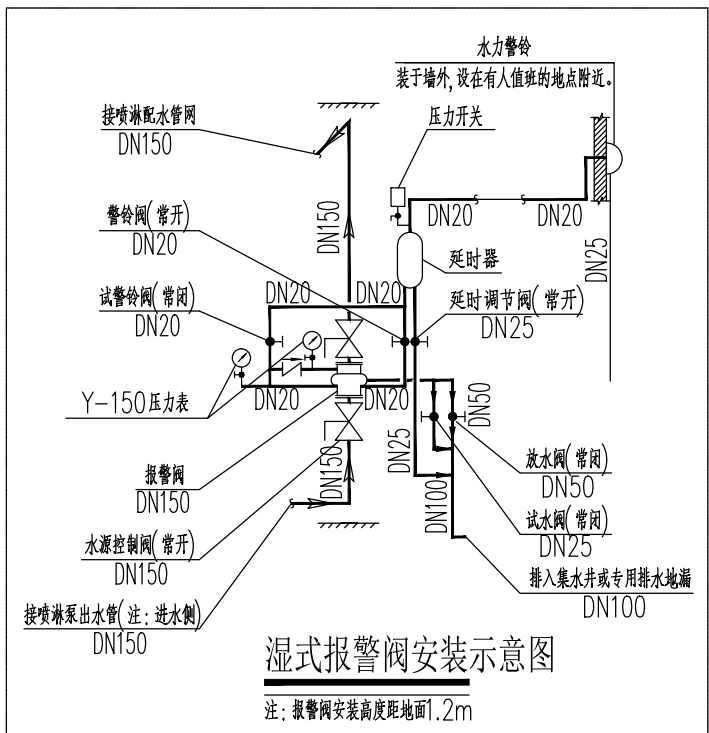 水力警铃
装于墙外,设在有人值班的地点附近。
接喷淋配水管网
DN150
压力开关
DN20
DN20
DN150
警铃阀(常开)
DN20
DN25
延时器
试警铃阀(常闭)
DN20
DN20
DN20
延时调节阀(常开)
DN25
Y-150压力表
DN20
DN20
DN50
DN25
DN150
报警阀
DN150
放水阀(常闭)
DN50
DN100
试水阀(常闭)
DN25
水源控制阀(常开)
DN150
排入集水井或专用排水地漏
DN100
接喷淋泵出水管(注:进水侧)
DN150
湿式报警阀安装示意图
注:报警阀安装高度距地面1.2m